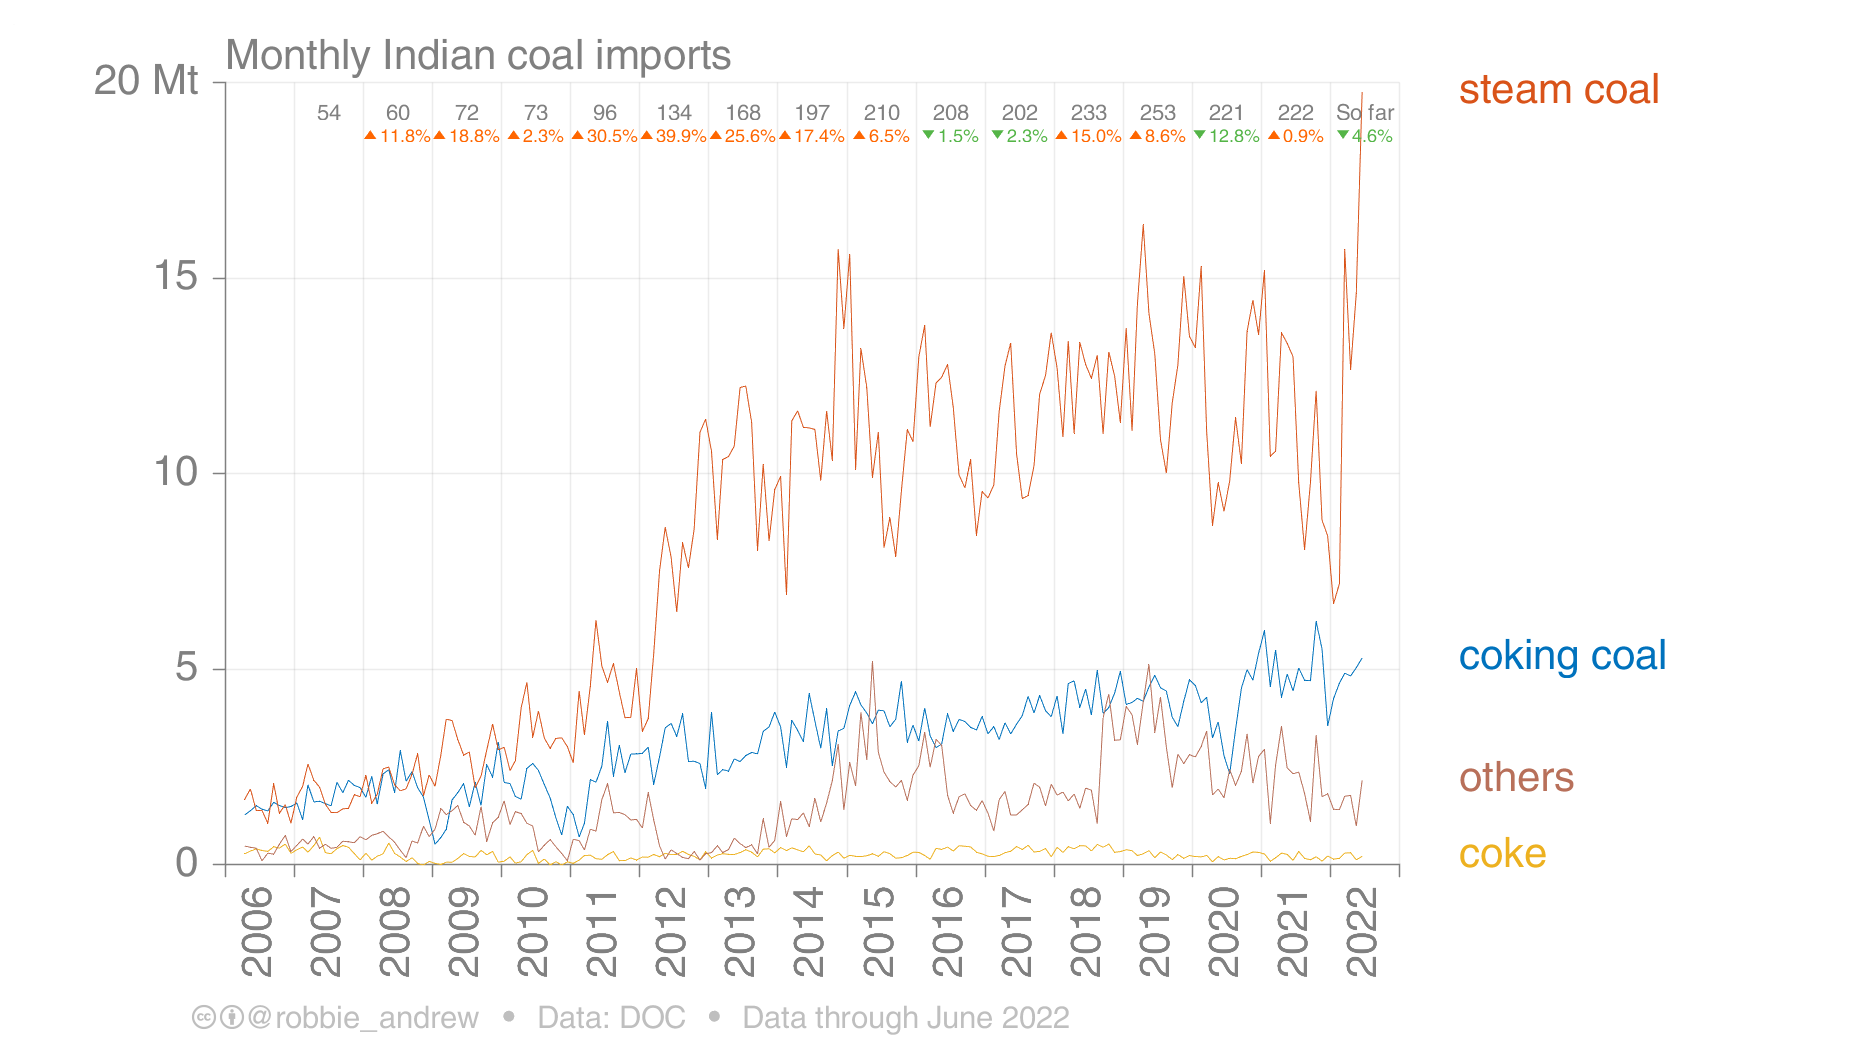 Monthly Indian coal imports
20 Mt
15
10
5
0
54 60 72 73 96 134 168 197 210 208 202 233 253 221 222 So far
▲ 11.8% ▲ 18.8% ▲ 2.3% ▲ 30.5% ▲ 39.9% ▲ 25.6% ▲ 17.4% ▲ 6.5% ▼ 1.5% ▼ 2.3% ▲ 15.0% ▲ 8.6% ▼ 12.8% ▲ 0.9% ▼ 4.6%
steam coal
coking coal
others
coke
2006 2007 2008 2009 2010 2011 2012 2013 2014 2015 2016 2017 2018 2019 2020 2021 2022
cc @robbie_andrew • Data: DOC • Data through June 2022